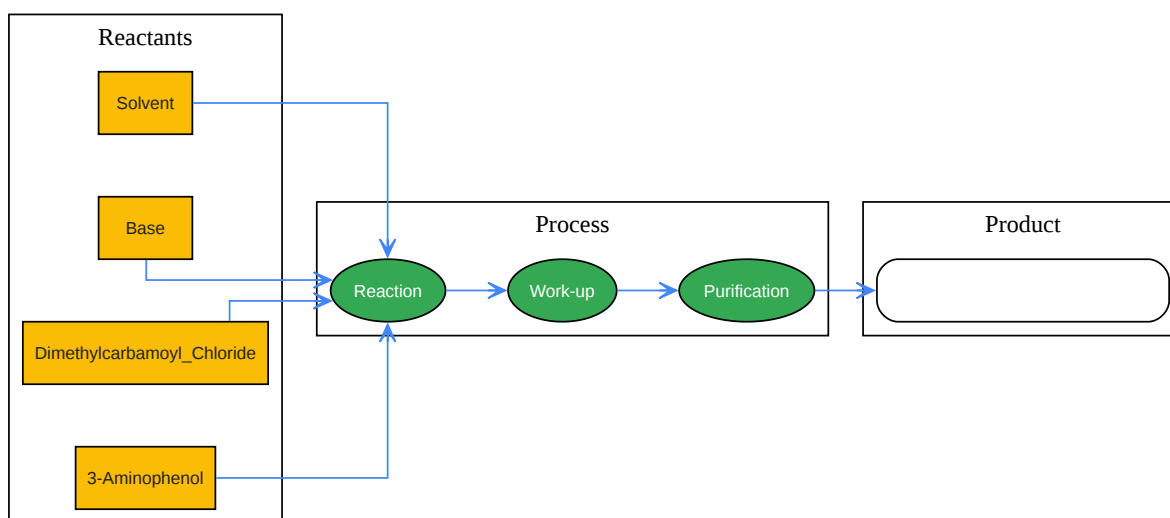 Reactants
Solvent
Base
Dimethylcarbamoyl_Chloride
3-Aminophenol
Process
Reaction
Work-up
Purification
Product